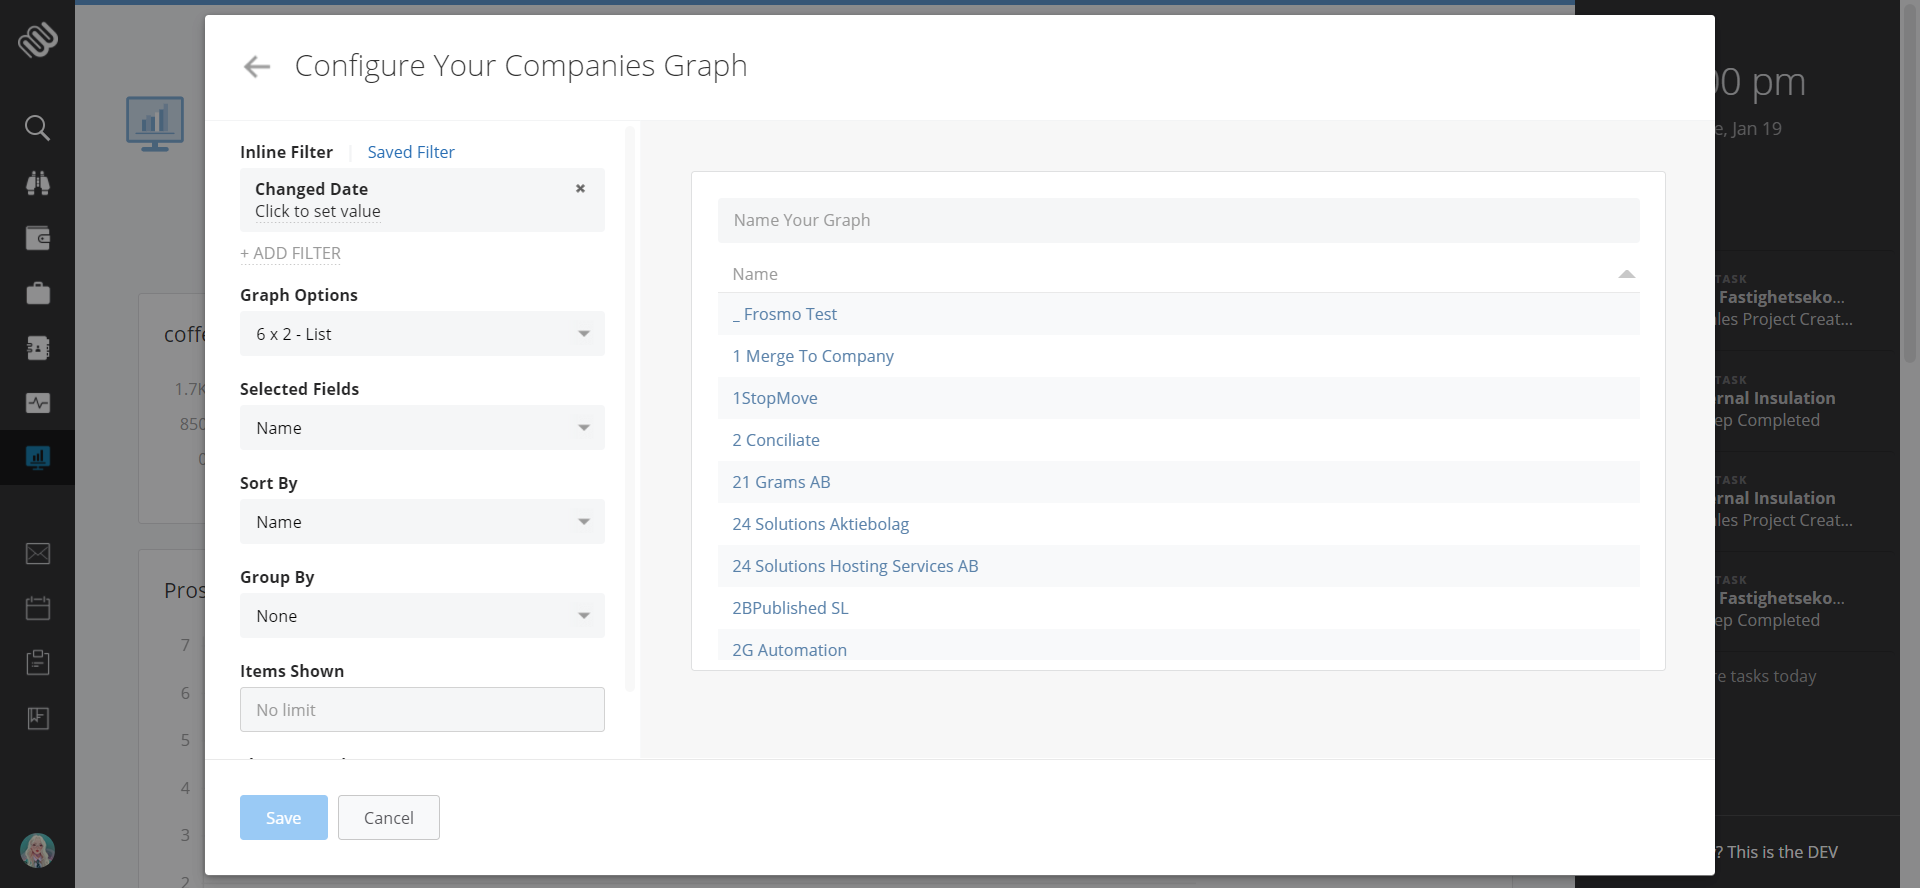 Configure Your Companies Graph
Inline Filter
Saved Filter
Changed Date
Click to set value
+ ADD FILTER
Graph Options
6 x 2 - List
Selected Fields
Name
Sort By
Name
Group By
None
Items Shown
No limit
Save
Cancel
Name Your Graph
Name
_ Frosmo Test
1 Merge To Company
1StopMove
2 Conciliate
21 Grams AB
24 Solutions Aktiebolag
24 Solutions Hosting Services AB
2BPublished SL
2G Automation
coffe
1.7K
850
0
Pros
7
6
5
4
3
2
00 pm
e, Jan 19
TASK
Fastighetseko...
les Project Creat...
TASK
rnal Insulation
ep Completed
TASK
rnal Insulation
les Project Creat...
TASK
Fastighetseko...
ep Completed
re tasks today
? This is the DEV